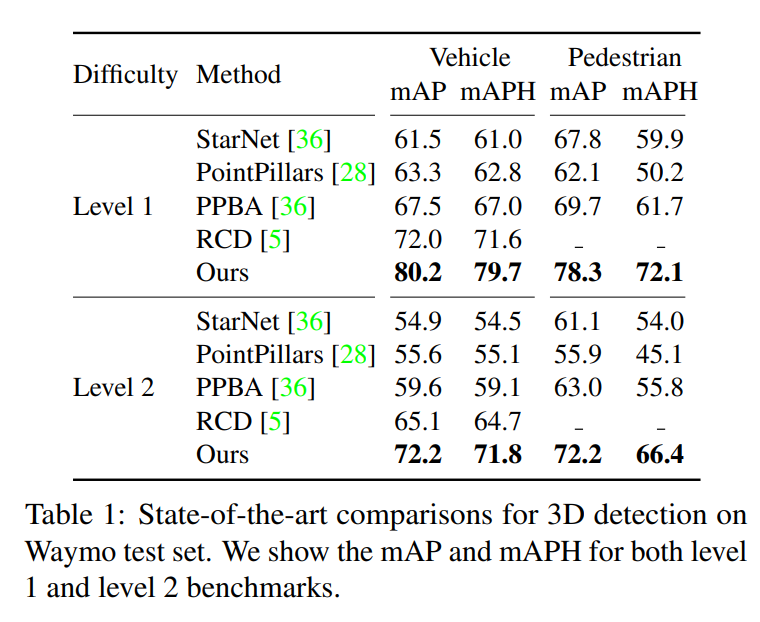 Vehicle Pedestrian
Difficulty Method
mAP mAPH mAP mAPH
StarNet [36] 61.5 61.0 67.8 59.9
PointPillars [28] 63.3 62.8 62.1 50.2
Level 1 PPBA [36] 67.5 67.0 69.7 61.7
RCD [5] 72.0 71.6 – –
Ours 80.2 79.7 78.3 72.1
StarNet [36] 54.9 54.5 61.1 54.0
PointPillars [28] 55.6 55.1 55.9 45.1
Level 2 PPBA [36] 59.6 59.1 63.0 55.8
RCD [5] 65.1 64.7 – –
Ours 72.2 71.8 72.2 66.4
Table 1: State-of-the-art comparisons for 3D detection on
Waymo test set. We show the mAP and mAPH for both level
1 and level 2 benchmarks.